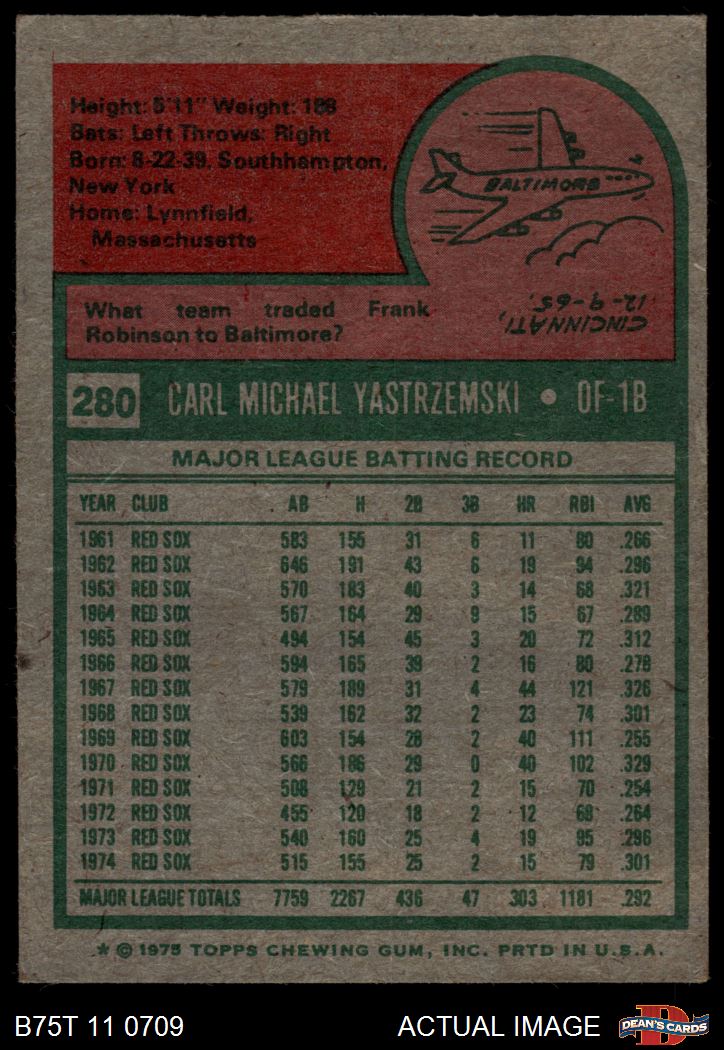 Height: 5'11" Weight: 188
Bats: Left Throws: Right
Born: 8-22-39, Southhampton,
New York
Home: Lynnfield,
Massachusetts
BALTIMORE
What team traded Frank
Robinson to Baltimore?
CINCINNATI,
12-9-65.
280 CARL MICHAEL YASTRZEMSKI • OF-1B
MAJOR LEAGUE BATTING RECORD
YEAR CLUB AB H 2B 3B HR RBI AVG
1961 RED SOX 583 155 31 6 11 80 .266
1962 RED SOX 646 191 43 6 19 94 .296
1963 RED SOX 570 183 40 3 14 68 .321
1964 RED SOX 567 164 29 9 15 67 .289
1965 RED SOX 494 154 45 3 20 72 .312
1966 RED SOX 594 165 39 2 16 80 .278
1967 RED SOX 579 189 31 4 44 121 .326
1968 RED SOX 539 162 32 2 23 74 .301
1969 RED SOX 603 154 28 2 40 111 .255
1970 RED SOX 566 186 29 0 40 102 .329
1971 RED SOX 508 129 21 2 15 70 .254
1972 RED SOX 455 120 18 2 12 68 .264
1973 RED SOX 540 160 25 4 19 95 .296
1974 RED SOX 515 155 25 2 15 79 .301
MAJOR LEAGUE TOTALS 7759 2267 436 47 303 1181 .292
* © 1975 TOPPS CHEWING GUM, INC. PRTD IN U.S.A.
B75T 11 0709 ACTUAL IMAGE D DEAN'S CARDS